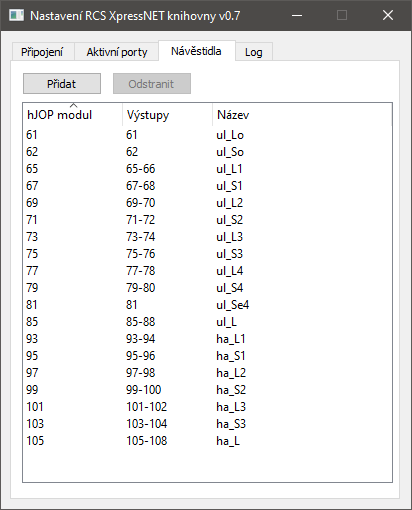 Nastavení RCS XpressNET knihovny v0.7
Připojení Aktivní porty Návěstidla Log
Přidat Odstranit
hJOP modul Výstupy Název
61 61 ul_Lo
62 62 ul_So
65 65-66 ul_L1
67 67-68 ul_S1
69 69-70 ul_L2
71 71-72 ul_S2
73 73-74 ul_L3
75 75-76 ul_S3
77 77-78 ul_L4
79 79-80 ul_S4
81 81 ul_Se4
85 85-88 ul_L
93 93-94 ha_L1
95 95-96 ha_S1
97 97-98 ha_L2
99 99-100 ha_S2
101 101-102 ha_L3
103 103-104 ha_S3
105 105-108 ha_L